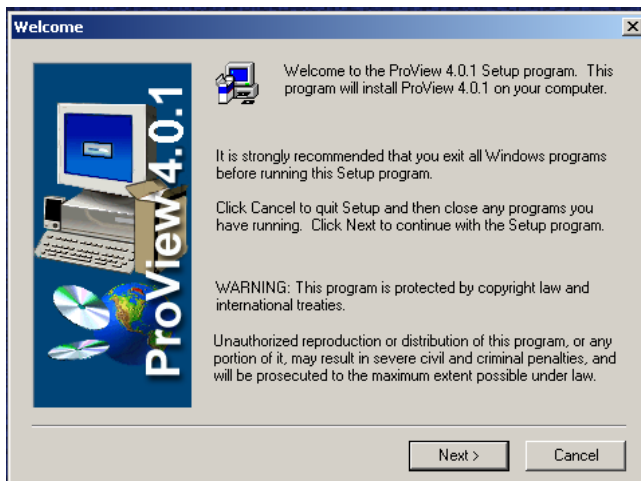 Welcome
ProView 4.0.1
Welcome to the ProView 4.0.1 Setup program. This
program will install ProView 4.0.1 on your computer.
It is strongly recommended that you exit all Windows programs
before running this Setup program.
Click Cancel to quit Setup and then close any programs you
have running. Click Next to continue with the Setup program.
WARNING: This program is protected by copyright law and
international treaties.
Unauthorized reproduction or distribution of this program, or any
portion of it, may result in severe civil and criminal penalties, and
will be prosecuted to the maximum extent possible under law.
Next >
Cancel